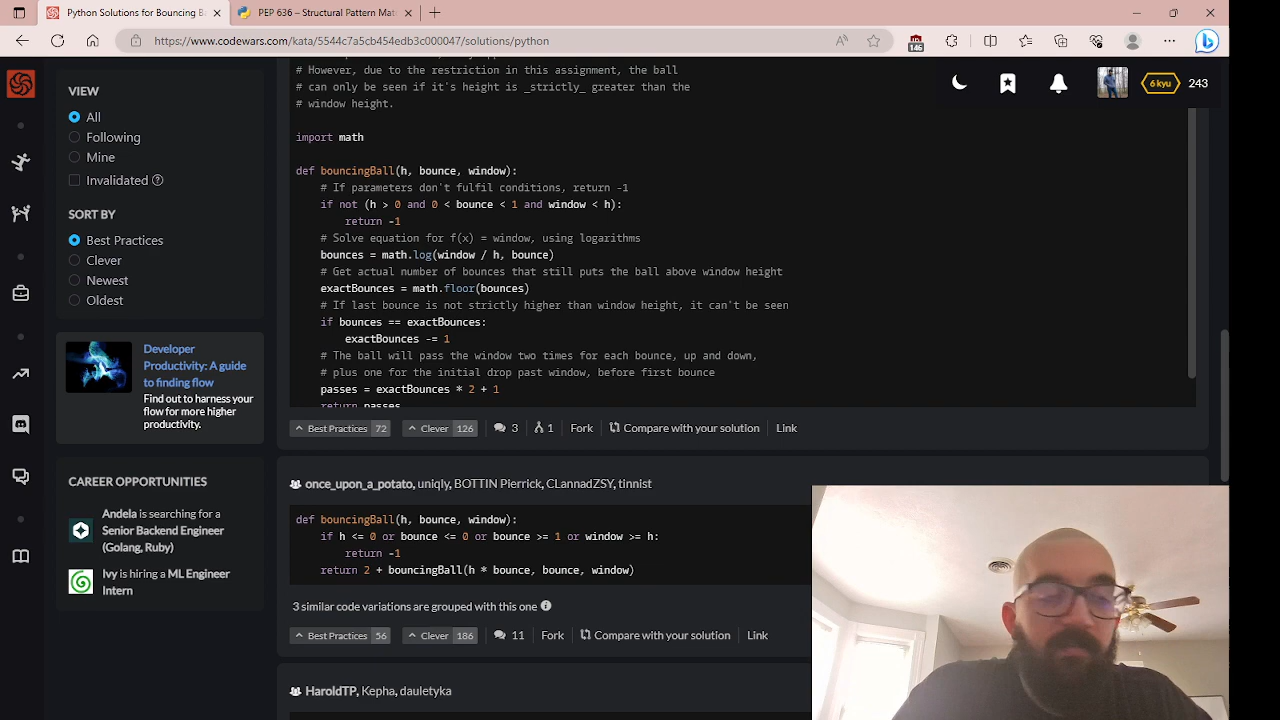 Python Solutions for Bouncing B
PEP 636 – Structural Pattern Mat
https://www.codewars.com/kata/5544c7a5cb454edb3c000047/solutions/python
146
VIEW
All
Following
Mine
Invalidated
SORT BY
Best Practices
Clever
Newest
Oldest
Developer
Productivity: A guide
to finding flow
Find out to harness your
flow for more higher
productivity.
CAREER OPPORTUNITIES
Andela is searching for a
Senior Backend Engineer
(Golang, Ruby)
Ivy is hiring a ML Engineer
Intern
6 kyu
243
# However, due to the restriction in this assignment, the ball
# can only be seen if it's height is _strictly_ greater than the
# window height.
import math
def bouncingBall(h, bounce, window):
# If parameters don't fulfil conditions, return -1
if not (h > 0 and 0 < bounce < 1 and window < h):
return -1
# Solve equation for f(x) = window, using logarithms
bounces = math.log(window / h, bounce)
# Get actual number of bounces that still puts the ball above window height
exactBounces = math.floor(bounces)
# If last bounce is not strictly higher than window height, it can't be seen
if bounces == exactBounces:
exactBounces -= 1
# The ball will pass the window two times for each bounce, up and down,
# plus one for the initial drop past window, before first bounce
passes = exactBounces * 2 + 1
return passes
Best Practices 72 Clever 126 3 1 Fork Compare with your solution Link
once_upon_a_potato, uniqly, BOTTIN Pierrick, CLannadZSY, tinnist
def bouncingBall(h, bounce, window):
if h <= 0 or bounce <= 0 or bounce >= 1 or window >= h:
return -1
return 2 + bouncingBall(h * bounce, bounce, window)
3 similar code variations are grouped with this one
Best Practices 56 Clever 186 11 Fork Compare with your solution Link
HaroldTP, Kepha, dauletyka